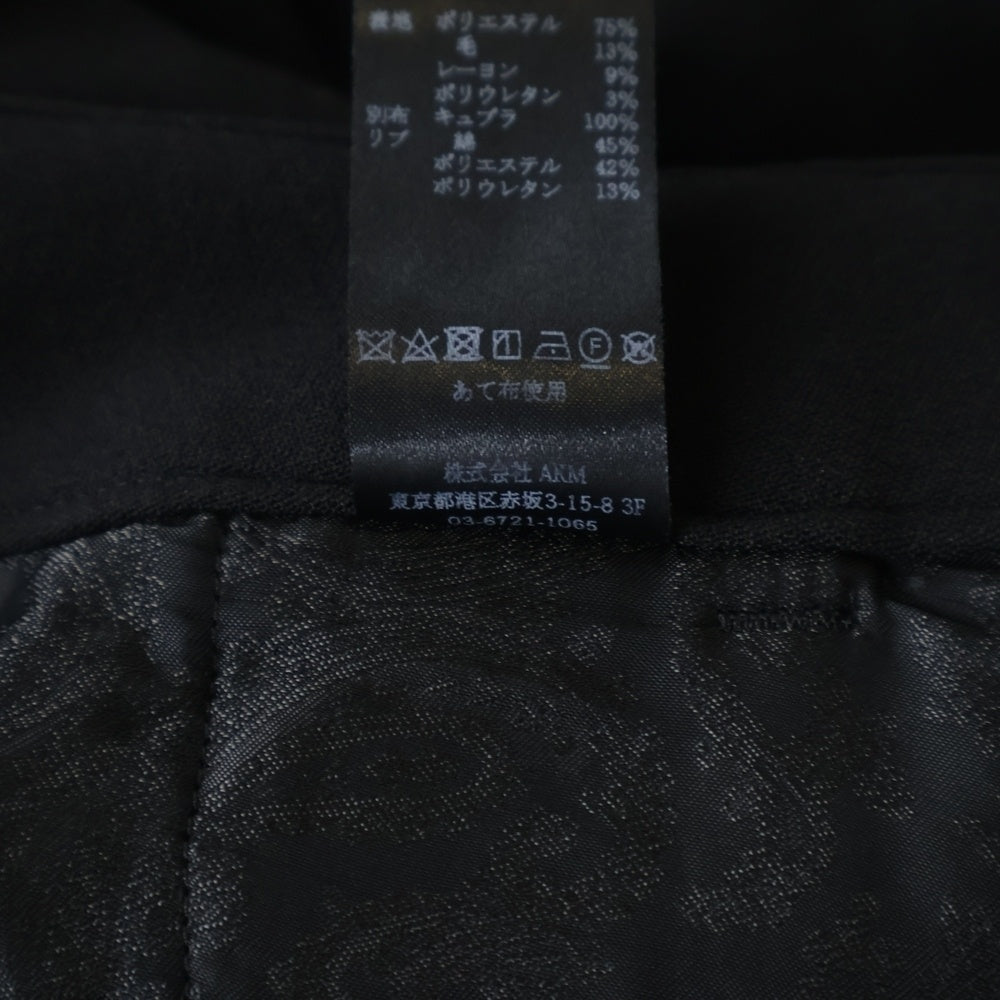 表地 ポリエステル 75%
毛 13%
レーヨン 9%
ポリウレタン 3%
別布 キュプラ 100%
リブ 綿 45%
ポリエステル 42%
ポリウレタン 13%
F
あて布使用
株式会社 AKM
東京都港区赤坂3-15-8 3F
03-6721-1065